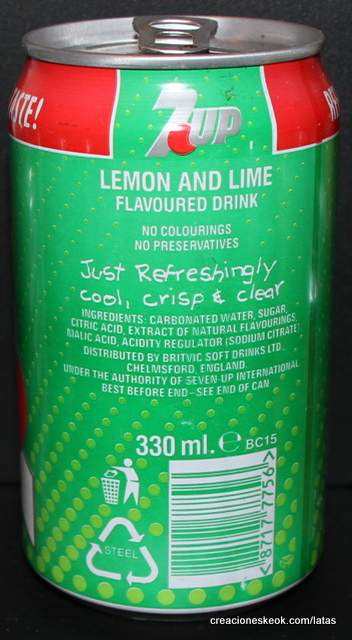 ASTE!
7UP
LEMON AND LIME
FLAVOURED DRINK
NO COLOURINGS
NO PRESERVATIVES
Just Refreshingly
cool, crisp & clear
INGREDIENTS: CARBONATED WATER, SUGAR,
CITRIC ACID, EXTRACT OF NATURAL FLAVOURINGS,
MALIC ACID, ACIDITY REGULATOR (SODIUM CITRATE)
DISTRIBUTED BY BRITVIC SOFT DRINKS LTD.,
CHELMSFORD, ENGLAND.
UNDER THE AUTHORITY OF SEVEN-UP INTERNATIONAL
BEST BEFORE END – SEE END OF CAN
330 ml. ℮ BC15
<8717 7756>
STEEL
creacioneskeok.com/latas